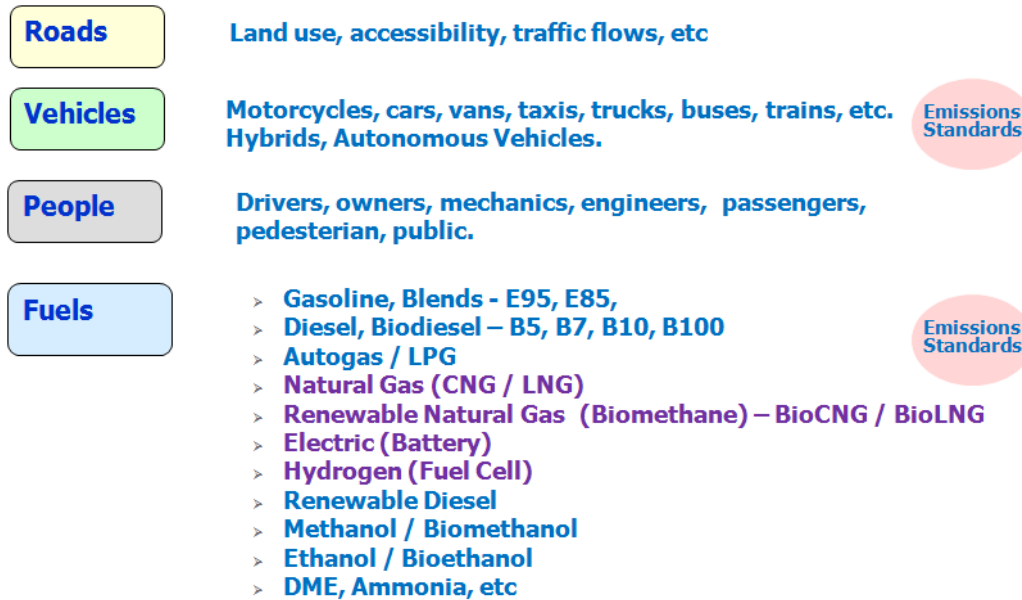 Roads
Land use, accessibility, traffic flows, etc
Vehicles
Motorcycles, cars, vans, taxis, trucks, buses, trains, etc.
Hybrids, Autonomous Vehicles.
Emissions
Standards
People
Drivers, owners, mechanics, engineers, passengers,
pedesterian, public.
Fuels
Gasoline, Blends - E95, E85,
Diesel, Biodiesel – B5, B7, B10, B100
Autogas / LPG
Natural Gas (CNG / LNG)
Renewable Natural Gas (Biomethane) – BioCNG / BioLNG
Electric (Battery)
Hydrogen (Fuel Cell)
Renewable Diesel
Methanol / Biomethanol
Ethanol / Bioethanol
DME, Ammonia, etc
Emissions
Standards